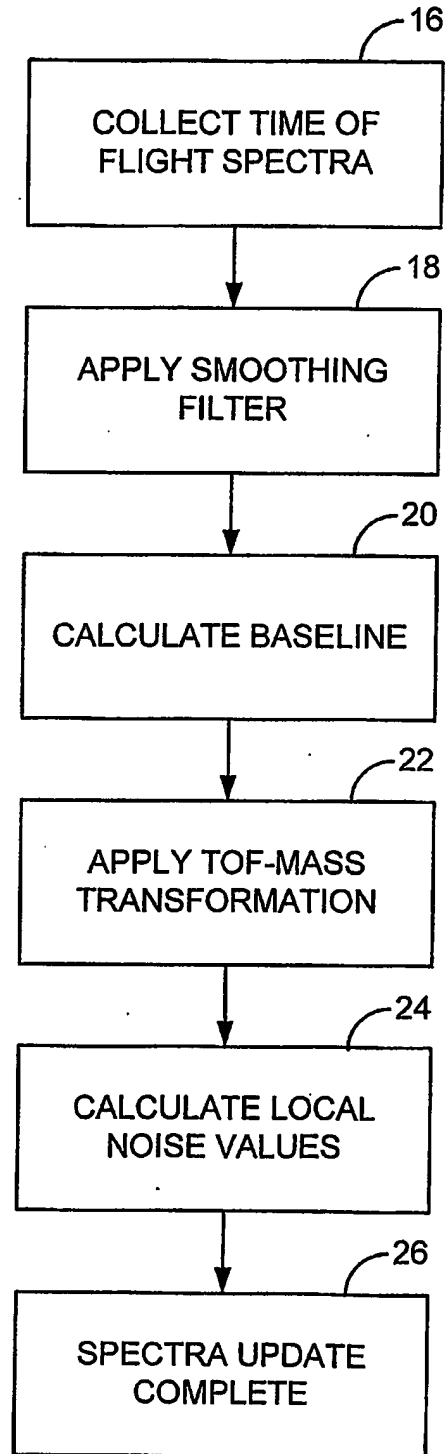 16
COLLECT TIME OF
FLIGHT SPECTRA
18
APPLY SMOOTHING
FILTER
20
CALCULATE BASELINE
22
APPLY TOF-MASS
TRANSFORMATION
24
CALCULATE LOCAL
NOISE VALUES
26
SPECTRA UPDATE
COMPLETE